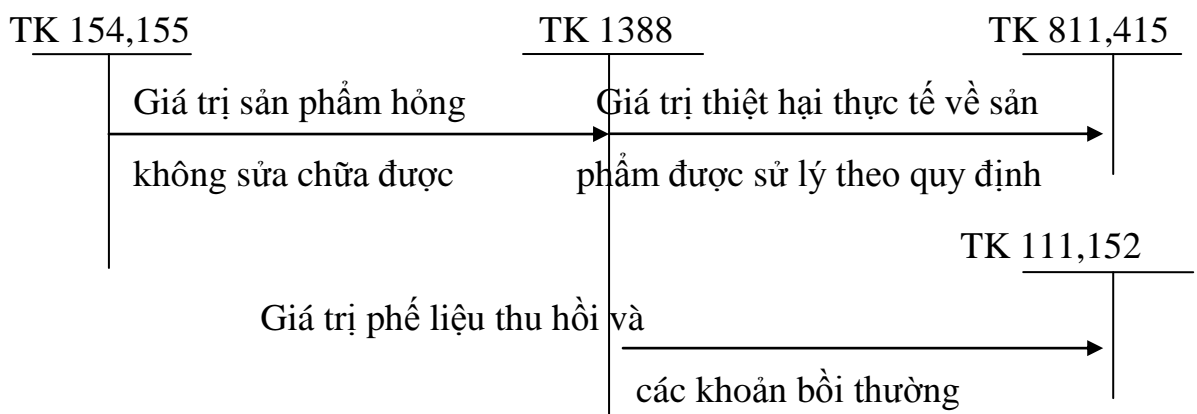 TK 154,155 TK 1388 TK 811,415
Giá trị sản phẩm hỏng Giá trị thiệt hại thực tế về sản
không sửa chữa được phẩm được sử lý theo quy định
TK 111,152
Giá trị phế liệu thu hồi và
các khoản bồi thường